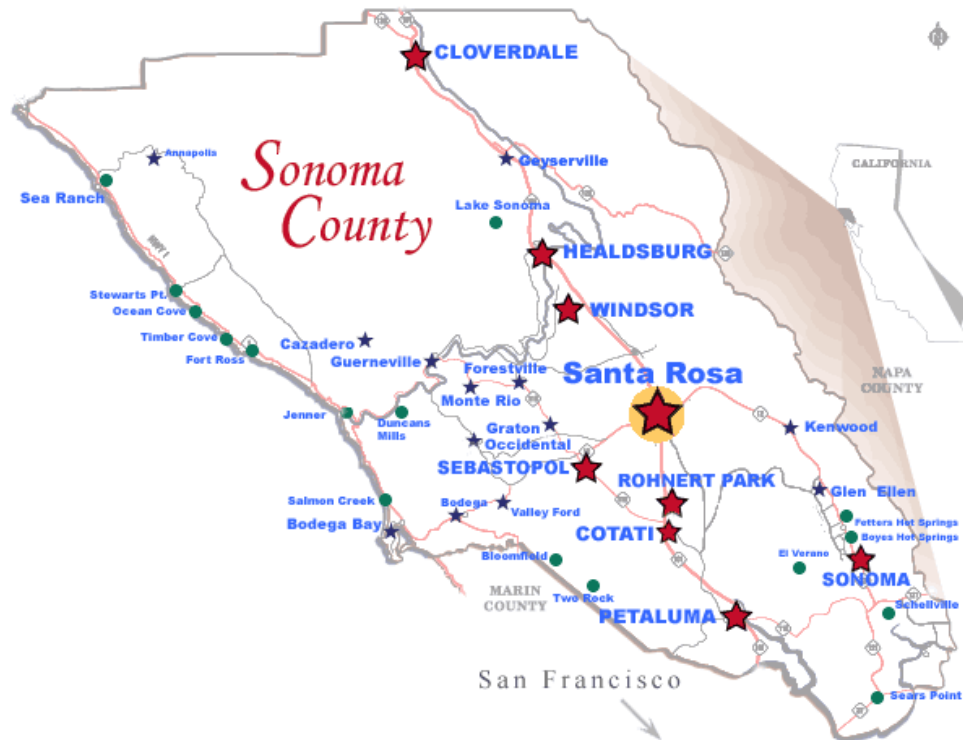 CLOVERDALE
Annapolis
Geyserville
CALIFORNIA
Sonoma
County
Sea Ranch
Lake Sonoma
HWY 1
HEALDSBURG
Stewarts Pt.
Ocean Cove
WINDSOR
Timber Cove
Cazadero
Fort Ross
Guerneville
Forestville
Santa Rosa
NAPA
COUNTY
Monte Rio
Jenner
Duncans
Mills
Graton
Occidental
Kenwood
SEBASTOPOL
ROHNERT PARK
Glen Ellen
Salmon Creek
Bodega
Valley Ford
Fetters Hot Springs
Bodega Bay
COTATI
Boyes Hot Springs
Bloomfield
El Verano
SONOMA
MARIN
COUNTY
Two Rock
PETALUMA
Schellville
San Francisco
Sears Point